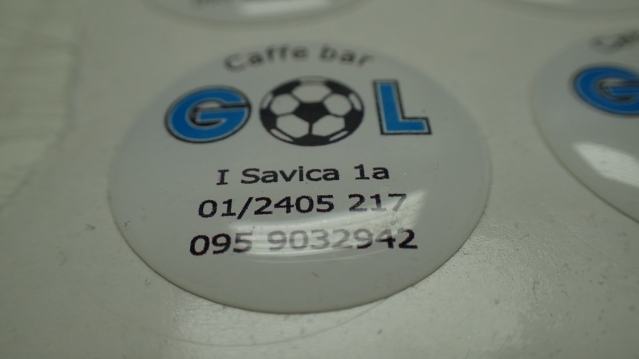 Caffe bar
GOL
I Savica 1a
01/2405 217
095 9032942